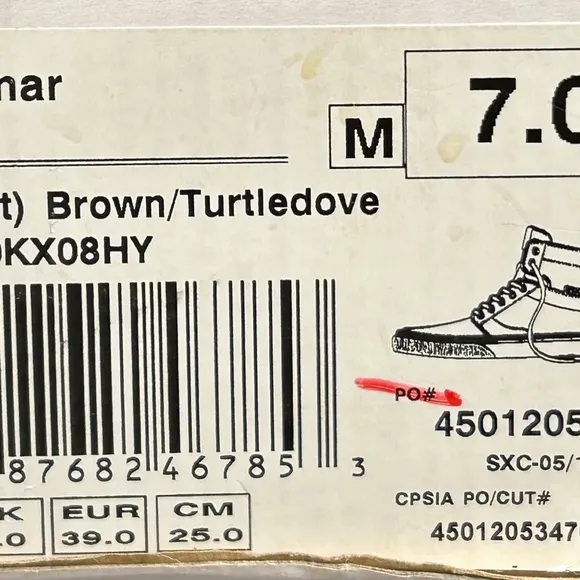 nar
M
7.0
t) Brown/Turtledove
0KX08HY
87682 46785 3
PO#
4501205
SXC-05/1
CPSIA PO/CUT#
4501205347
K EUR CM
.0 39.0 25.0